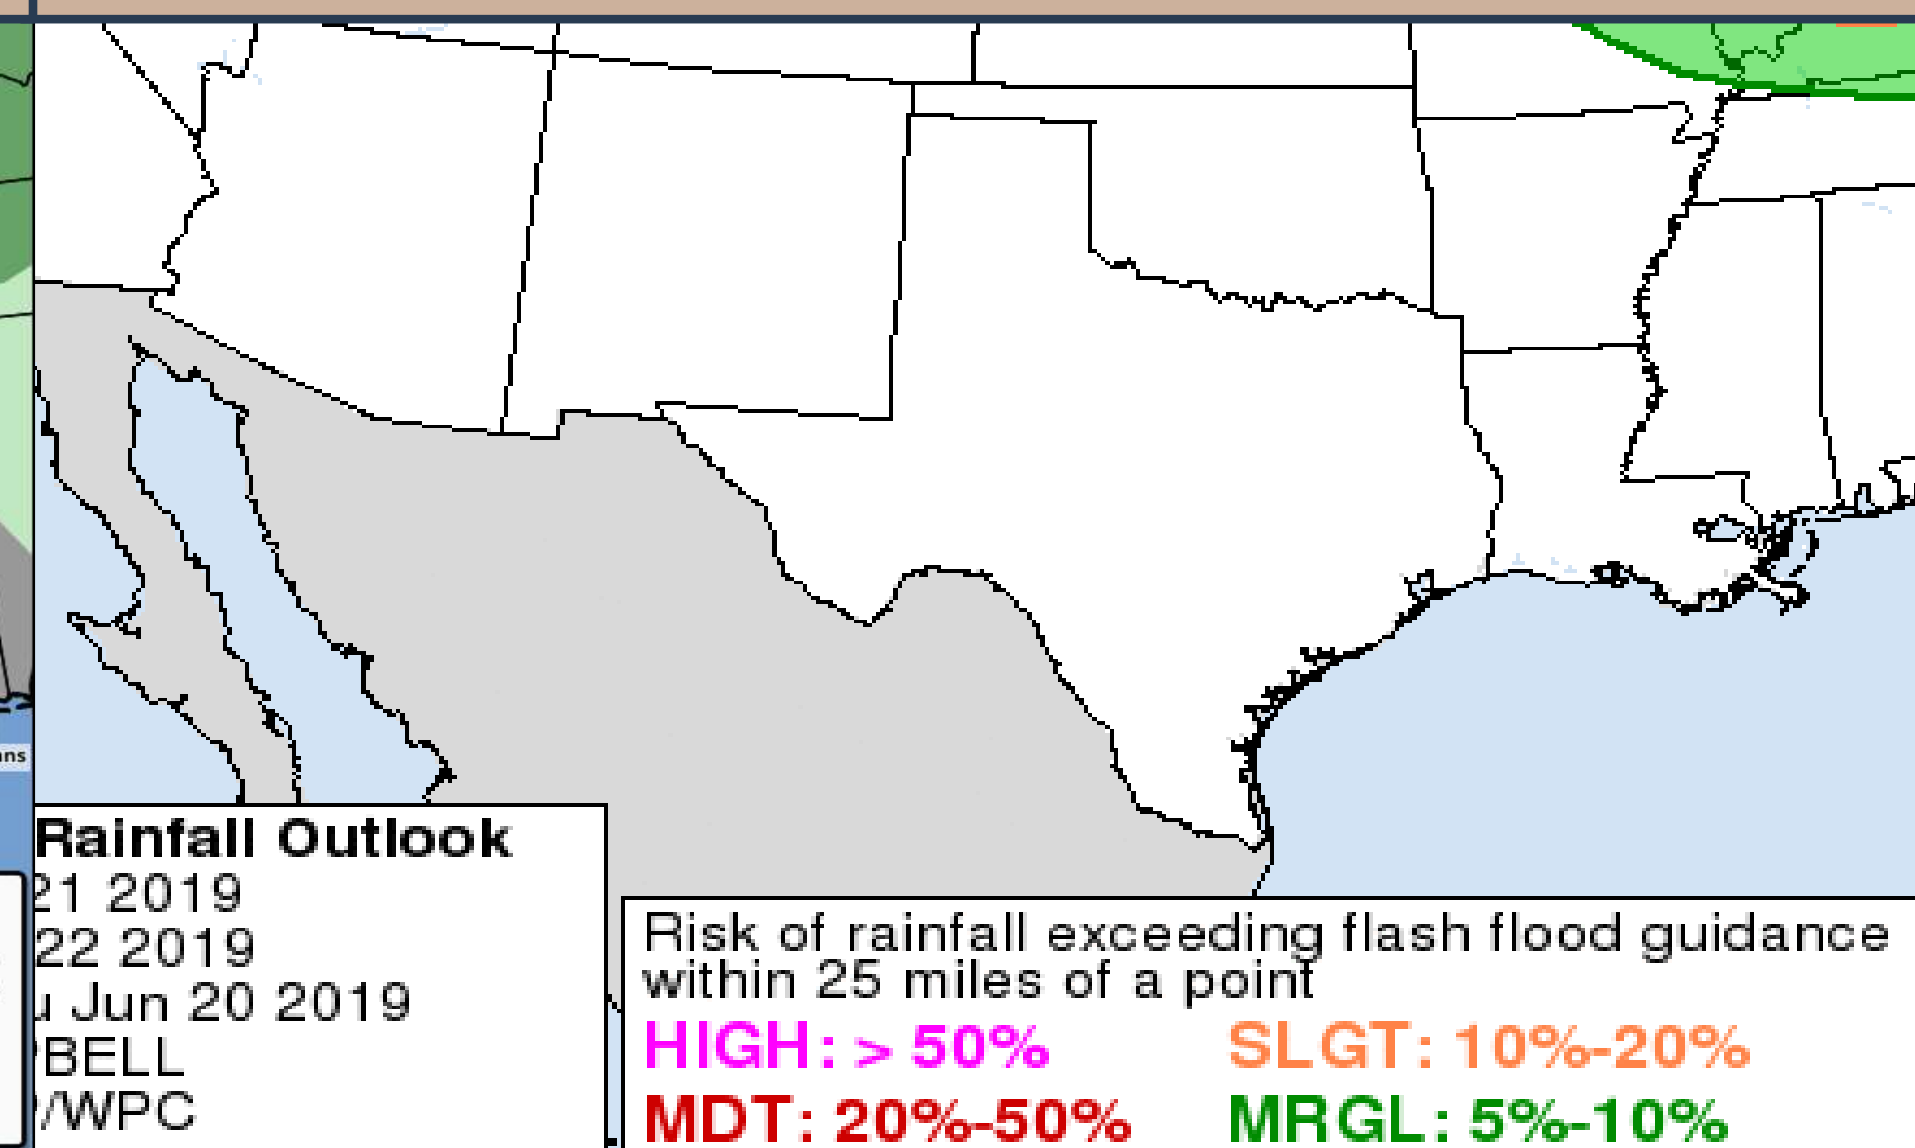 Rainfall Outlook
21 2019
22 2019
Jun 20 2019
BELL
/WPC
Risk of rainfall exceeding flash flood guidance
within 25 miles of a point
HIGH: > 50%
SLGT: 10%-20%
MDT: 20%-50%
MRGL: 5%-10%